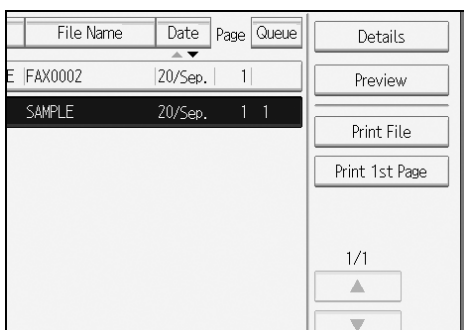 File Name Date Page Queue Details
FAX0002 20/Sep. 1 Preview
SAMPLE 20/Sep. 1 1
Print File
Print 1st Page
1/1